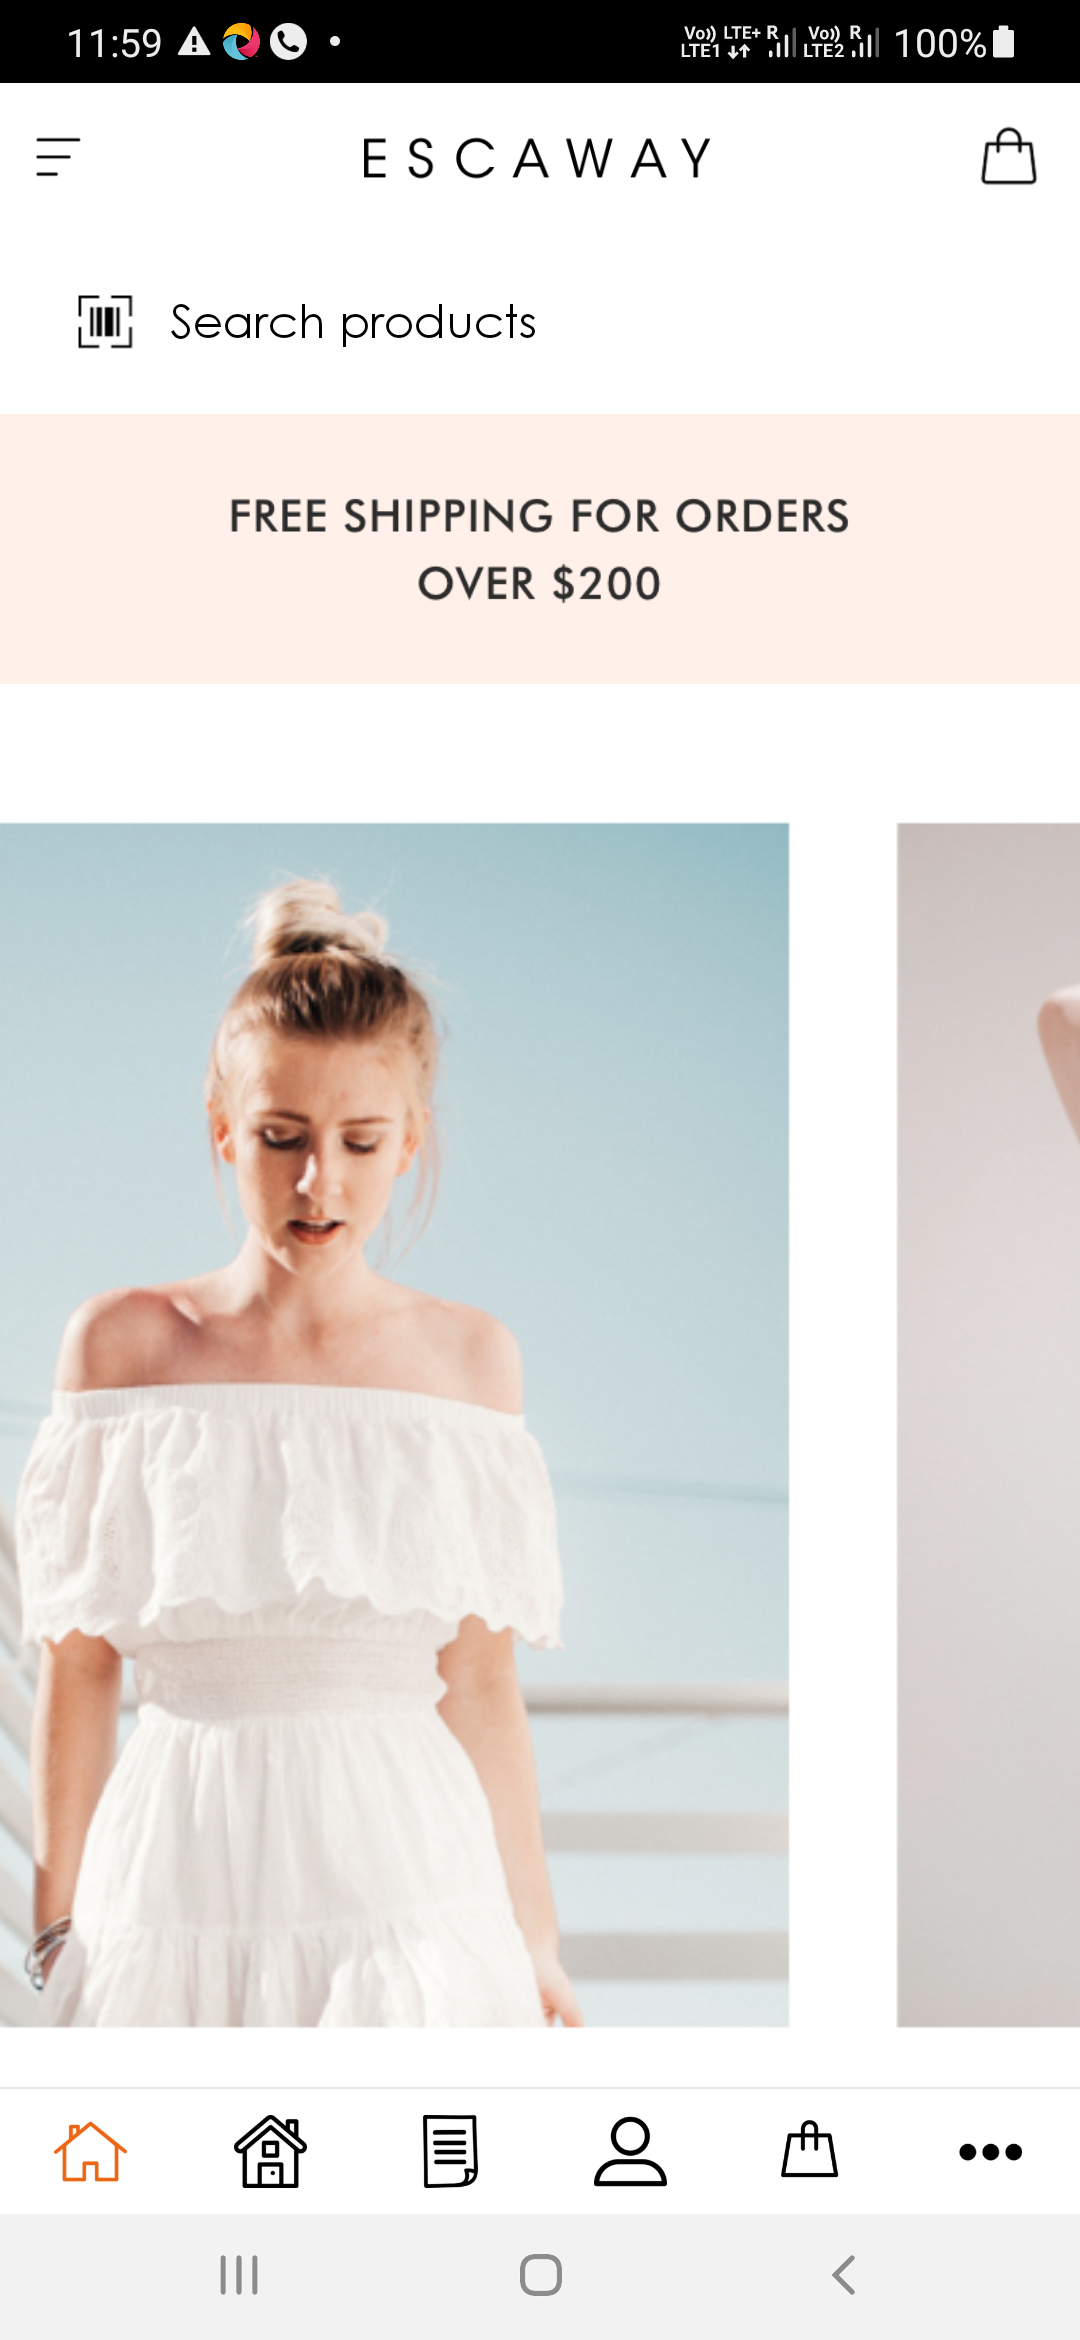 11:59
Vo)) LTE+ R Vo)) R
LTE1 LTE2
100%
ESCAWAY
Search products
FREE SHIPPING FOR ORDERS
OVER $200